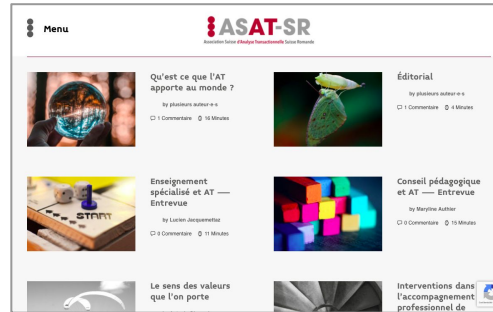 Menu
ASAT-SR
Association Suisse d'Analyse Transactionnelle Suisse Romande
Qu'est ce que l'AT
apporte au monde ?
by plusieurs auteur-e-s
1 Commentaire 16 Minutes
Éditorial
by plusieurs auteur-e-s
1 Commentaire 4 Minutes
Enseignement
spécialisé et AT —
Entrevue
by Lucien Jacquemettaz
0 Commentaire 11 Minutes
START
Conseil pédagogique
et AT — Entrevue
by Maryline Authier
0 Commentaire 15 Minutes
Le sens des valeurs
que l'on porte
Interventions dans
l'accompagnement
professionnel de